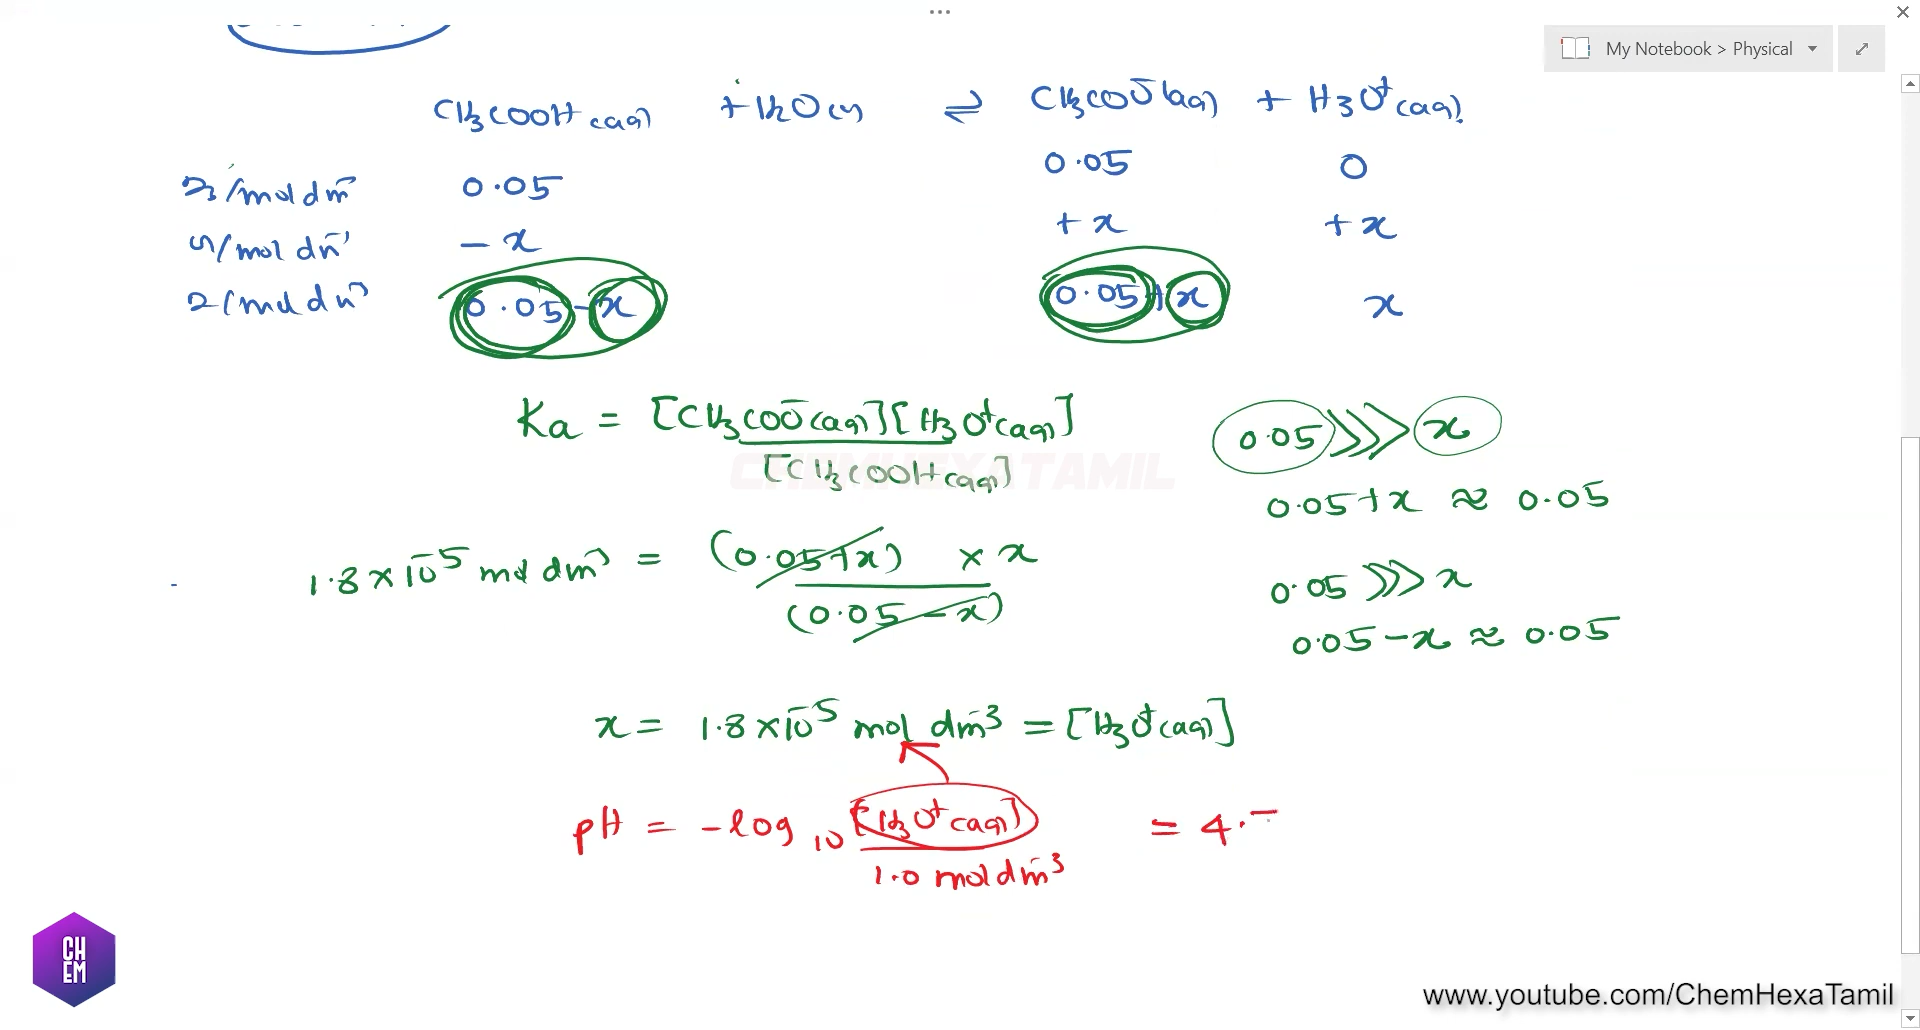 My Notebook > Physical
CH₃COOH(aq) + H₂O(l) ⇌ CH₃COO⁻(aq) + H₃O⁺(aq)
/mol dm⁻³ 0.05 0.05 0
/mol dm⁻³ - x + x + x
/mol dm⁻³ 0.05 - x 0.05 + x x
Ka = [CH₃COO⁻(aq)][H₃O⁺(aq)]
[CH₃COOH(aq)]
CHEMHEXATAMIL
0.05 >>> x
0.05 + x ≈ 0.05
1.8 × 10⁻⁵ mol dm⁻³ = (0.05 + x) × x
(0.05 - x)
0.05 >>> x
0.05 - x ≈ 0.05
x = 1.8 × 10⁻⁵ mol dm⁻³ = [H₃O⁺(aq)]
pH = - log₁₀ [H₃O⁺(aq)] = 4.
1.0 mol dm⁻³
CH
EM
www.youtube.com/ChemHexaTamil